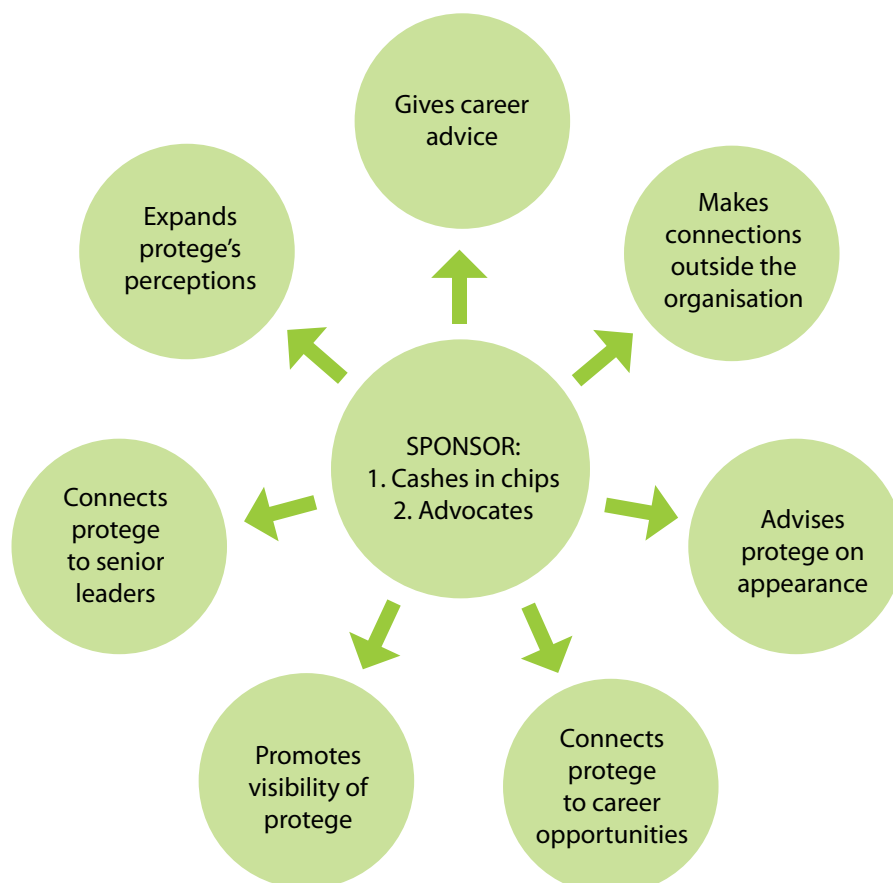 Gives career
advice
Makes
connections
outside the
organisation
Advises
protege on
appearance
Connects
protege
to career
opportunities
Promotes
visibility of
protege
Connects
protege
to senior
leaders
Expands
protege’s
perceptions
SPONSOR:
1. Cashes in chips
2. Advocates